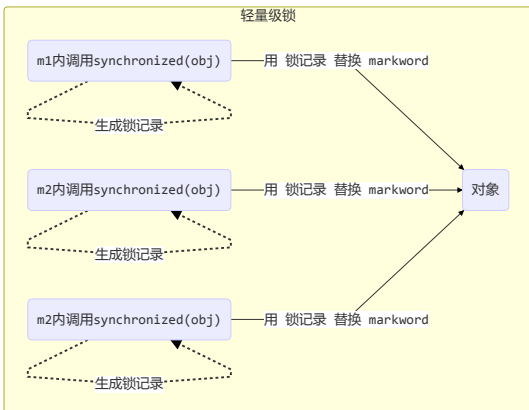 轻量级锁
m1内调用synchronized(obj)
用 锁记录 替换 markword
生成锁记录
m2内调用synchronized(obj)
用 锁记录 替换 markword
对象
生成锁记录
m2内调用synchronized(obj)
用 锁记录 替换 markword
生成锁记录